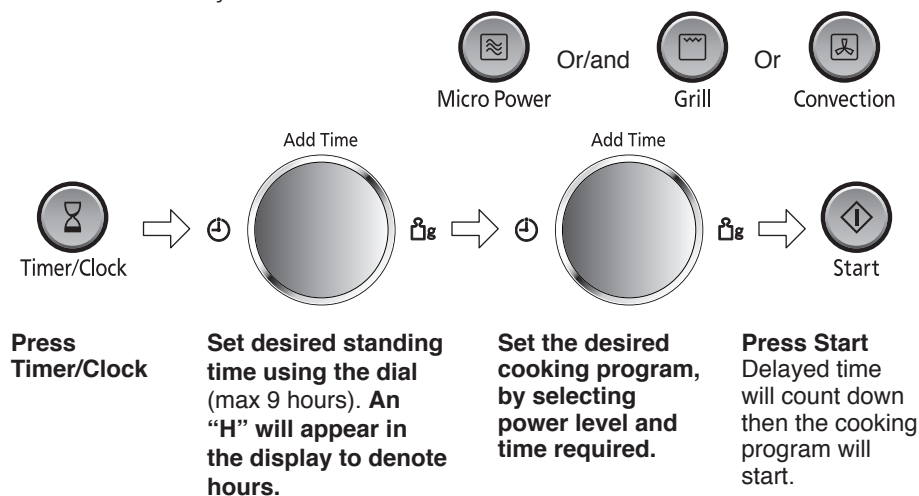 Or/and
Or
Micro Power
Grill
Convection
Add Time
Add Time
g
g
Timer/Clock
Start
Press
Timer/Clock
Set desired standing
time using the dial
(max 9 hours). An
“H” will appear in
the display to denote
hours.
Set the desired
cooking program,
by selecting
power level and
time required.
Press Start
Delayed time
will count down
then the cooking
program will
start.